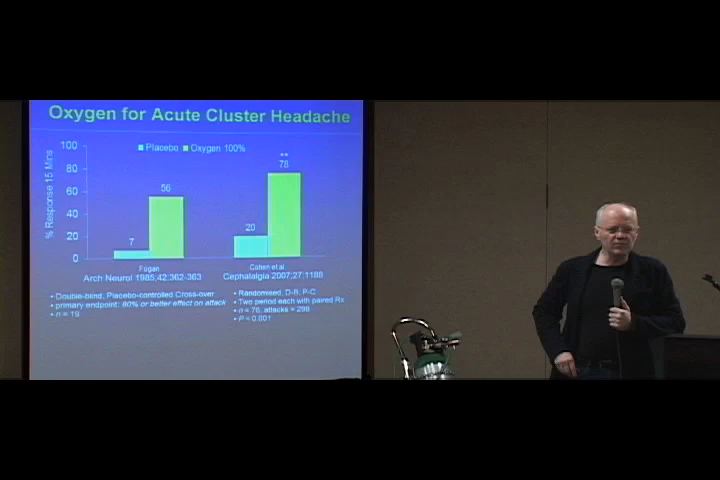 Oxygen for Acute Cluster Headache
100
80
60
40
20
0
% Response 15 Mins
Placebo Oxygen 100%
7
56
20
**
78
Fogan
Arch Neurol 1985;42:362-363
Cohen et al
Cephalalgia 2007;27:1188
• Double-blind, Placebo-controlled Cross-over
• primary endpoint: 80% or better effect on attack
• n = 19
• Randomised, D-B, P-C
• Two period each with paired Rx
• n = 76, attacks = 298
• P < 0.001